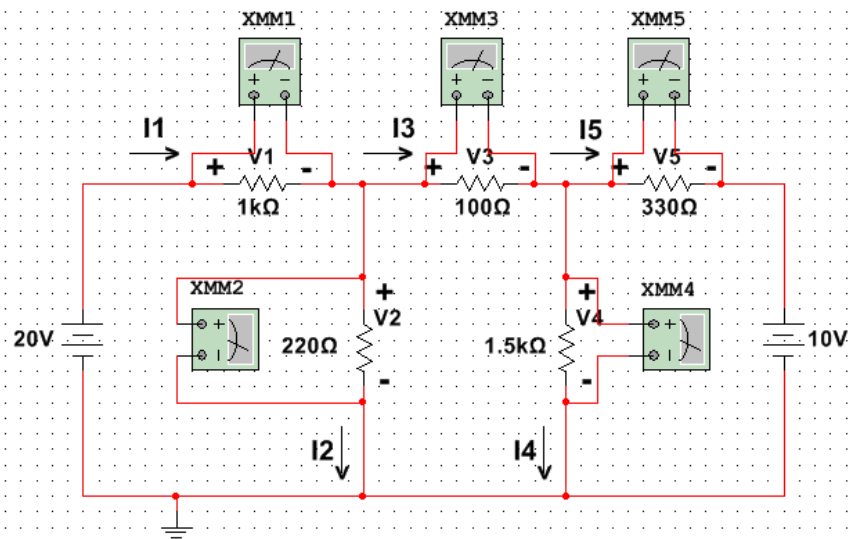 XMM1 XMM3 XMM5
I1 I3 I5
+ V1 - + V3 - + V5 -
1kΩ 100Ω 330Ω
XMM2 + + XMM4
V2 V4
20V 220Ω 1.5kΩ 10V
- -
I2 I4